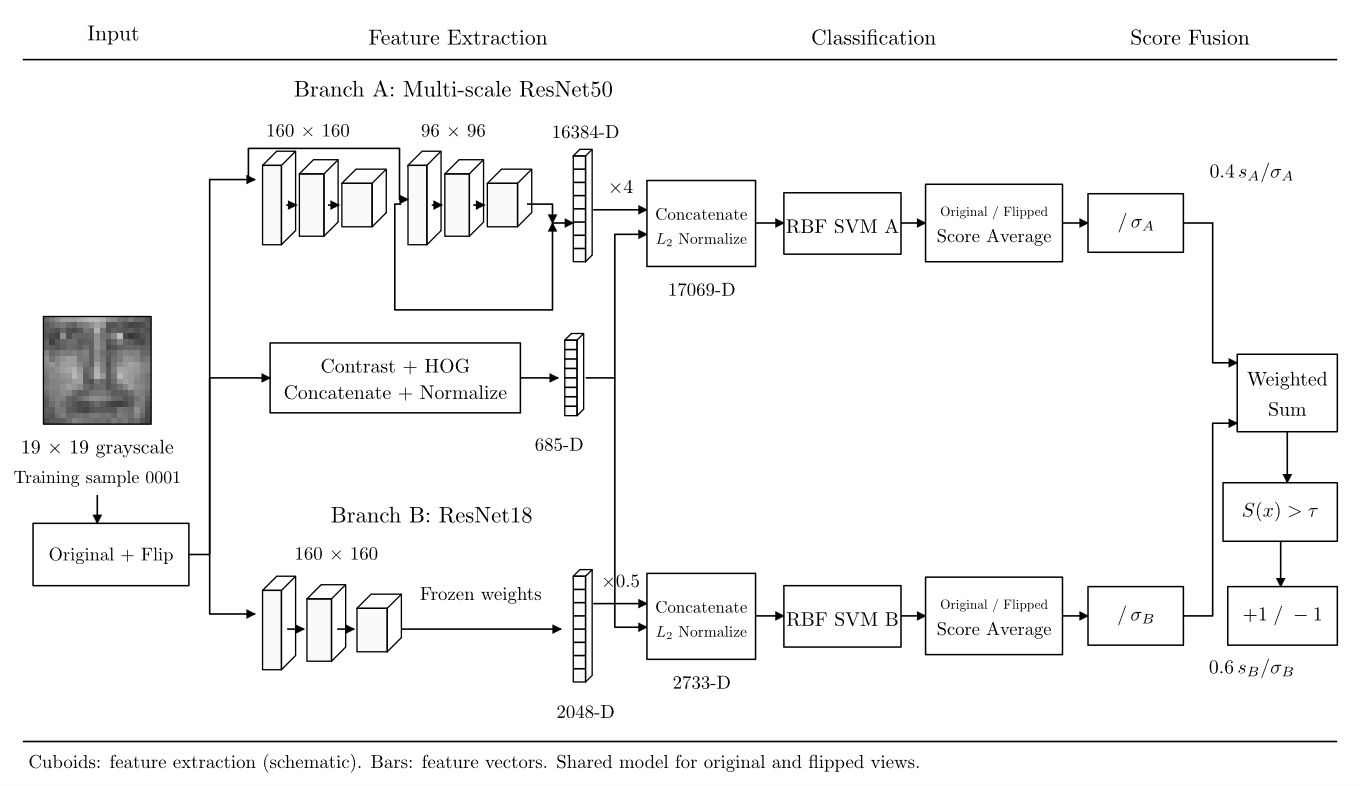 Input
Feature Extraction
Classification
Score Fusion
Branch A: Multi-scale ResNet50
160 × 160
96 × 96
16384-D
×4
Concatenate
L₂ Normalize
17069-D
RBF SVM A
Original / Flipped
Score Average
/ σ_A
0.4 s_A/σ_A
Contrast + HOG
Concatenate + Normalize
685-D
19 × 19 grayscale
Training sample 0001
Original + Flip
Weighted
Sum
S(x) > τ
+1 / −1
Branch B: ResNet18
160 × 160
Frozen weights
×0.5
2048-D
Concatenate
L₂ Normalize
2733-D
RBF SVM B
Original / Flipped
Score Average
/ σ_B
0.6 s_B/σ_B
Cuboids: feature extraction (schematic). Bars: feature vectors. Shared model for original and flipped views.